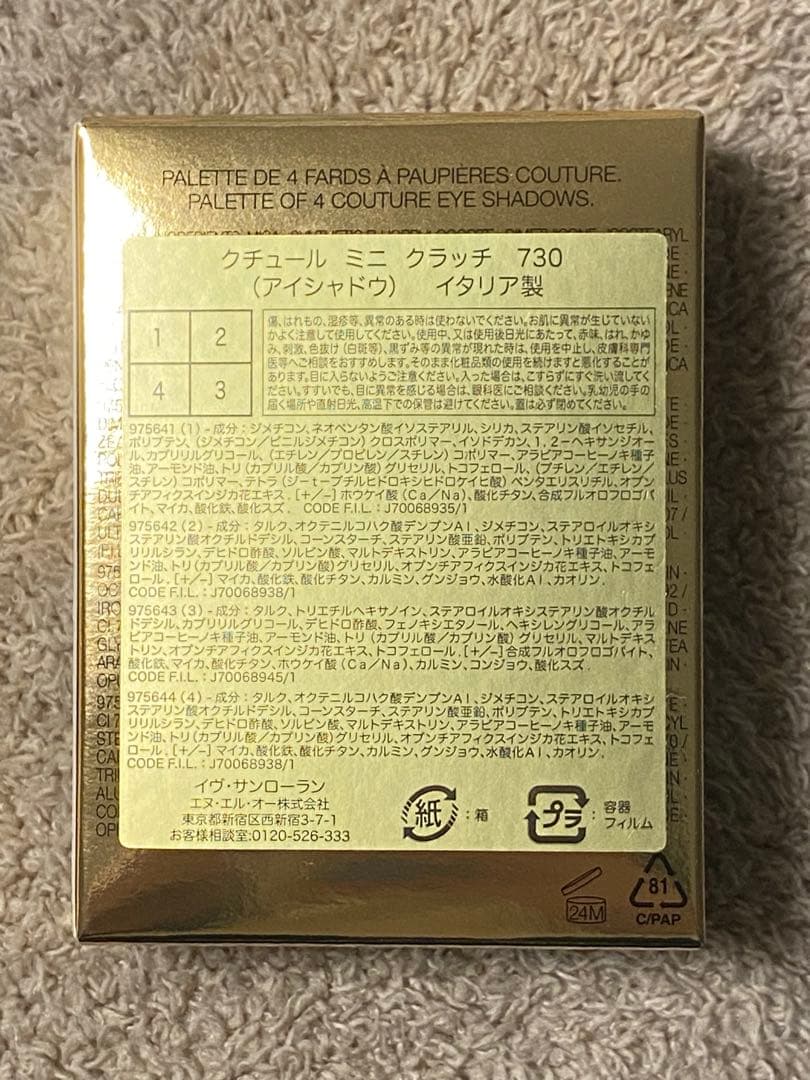 PALETTE DE 4 FARDS À PAUPIÈRES COUTURE.
PALETTE OF 4 COUTURE EYE SHADOWS.
クチュール ミニ クラッチ 730
(アイシャドウ) イタリア製
1 2
4 3
傷、はれもの、湿疹等、異常のある時は使わないでください。お肌に異常が生じていない
かよく注意して使用してください。使用中、又は使用後日光にあたって、赤味、はれ、かゆ
み、刺激、色抜け(白斑等)、黒ずみ等の異常が現れた時は、使用を中止し、皮膚科専門
医等へご相談をおすすめします。そのまま化粧品類の使用を続けますと悪化することが
あります。目に入らないようご注意ください。入った場合は、こすらずにすぐ洗い流してく
ださい。すすいでも、目に異常を感じる場合は、眼科医にご相談ください。乳幼児の手の
届く場所や直射日光、高温下での保管は避けてください。蓋は必ず閉めてください。
975641 (1) - 成分: ジメチコン、ネオペンタン酸イソステアリル、シリカ、ステアリン酸イソセチル、
ポリブテン、(ジメチコン/ビニルジメチコン) クロスポリマー、イソドデカン、1,2-ヘキサンジオー
ル、カプリリルグリコール、(エチレン/プロピレン/スチレン) コポリマー、アラビアコーヒーノキ種子
油、アーモンド油、トリ (カプリル酸/カプリン酸) グリセリル、トコフェロール、(ブチレン/エチレン/
スチレン) コポリマー、テトラ (ジ-t-ブチルヒドロキシヒドロケイヒ酸) ペンタエリスリチル、オプン
チアフィクスインジカ花エキス. [+/-] ホウケイ酸 (Ca/Na)、酸化チタン、合成フルオロフロゴパイ
ト、マイカ、酸化鉄、酸化スズ. CODE F.I.L. : J70068935/1
975642 (2) - 成分: タルク、オクテニルコハク酸デンプンAl、ジメチコン、ステアロイルオキシ
ステアリン酸オクチルドデシル、コーンスターチ、ステアリン酸亜鉛、ポリブテン、トリエトキシカプ
リリルシラン、デヒドロ酢酸、ソルビン酸、マルトデキストリン、アラビアコーヒーノキ種子油、アーモ
ンド油、トリ(カプリル酸/カプリン酸)グリセリル、オプンチアフィクスインジカ花エキス、トコフェ
ロール. [+/-] マイカ、酸化鉄、酸化チタン、カルミン、グンジョウ、水酸化Al、カオリン.
CODE F.I.L. : J70068938/1
975643 (3) - 成分: タルク、トリエチルヘキサノイン、ステアロイルオキシステアリン酸オクチル
ドデシル、カプリリルグリコール、デヒドロ酢酸、フェノキシエタノール、ヘキシレングリコール、アラ
ビアコーヒーノキ種子油、アーモンド油、トリ (カプリル酸/カプリン酸) グリセリル、マルトデキスト
リン、オプンチアフィクスインジカ花エキス、トコフェロール. [+/-]合成フルオロフロゴパイト、
酸化鉄、マイカ、酸化チタン、ホウケイ酸 (Ca/Na)、カルミン、コンジョウ、酸化スズ.
CODE F.I.L. : J70068945/1
975644 (4) - 成分: タルク、オクテニルコハク酸デンプンAl、ジメチコン、ステアロイルオキシ
ステアリン酸オクチルドデシル、コーンスターチ、ステアリン酸亜鉛、ポリブテン、トリエトキシカプ
リリルシラン、デヒドロ酢酸、ソルビン酸、マルトデキストリン、アラビアコーヒーノキ種子油、アーモ
ンド油、トリ(カプリル酸/カプリン酸)グリセリル、オプンチアフィクスインジカ花エキス、トコフェ
ロール. [+/-] マイカ、酸化鉄、酸化チタン、カルミン、グンジョウ、水酸化Al、カオリン.
CODE F.I.L. : J70068938/1
イヴ・サンローラン
エヌ・エル・オー株式会社
東京都新宿区西新宿3-7-1
お客様相談室:0120-526-333
紙 : 箱
プラ : 容器
フィルム
24M
81
C/PAP